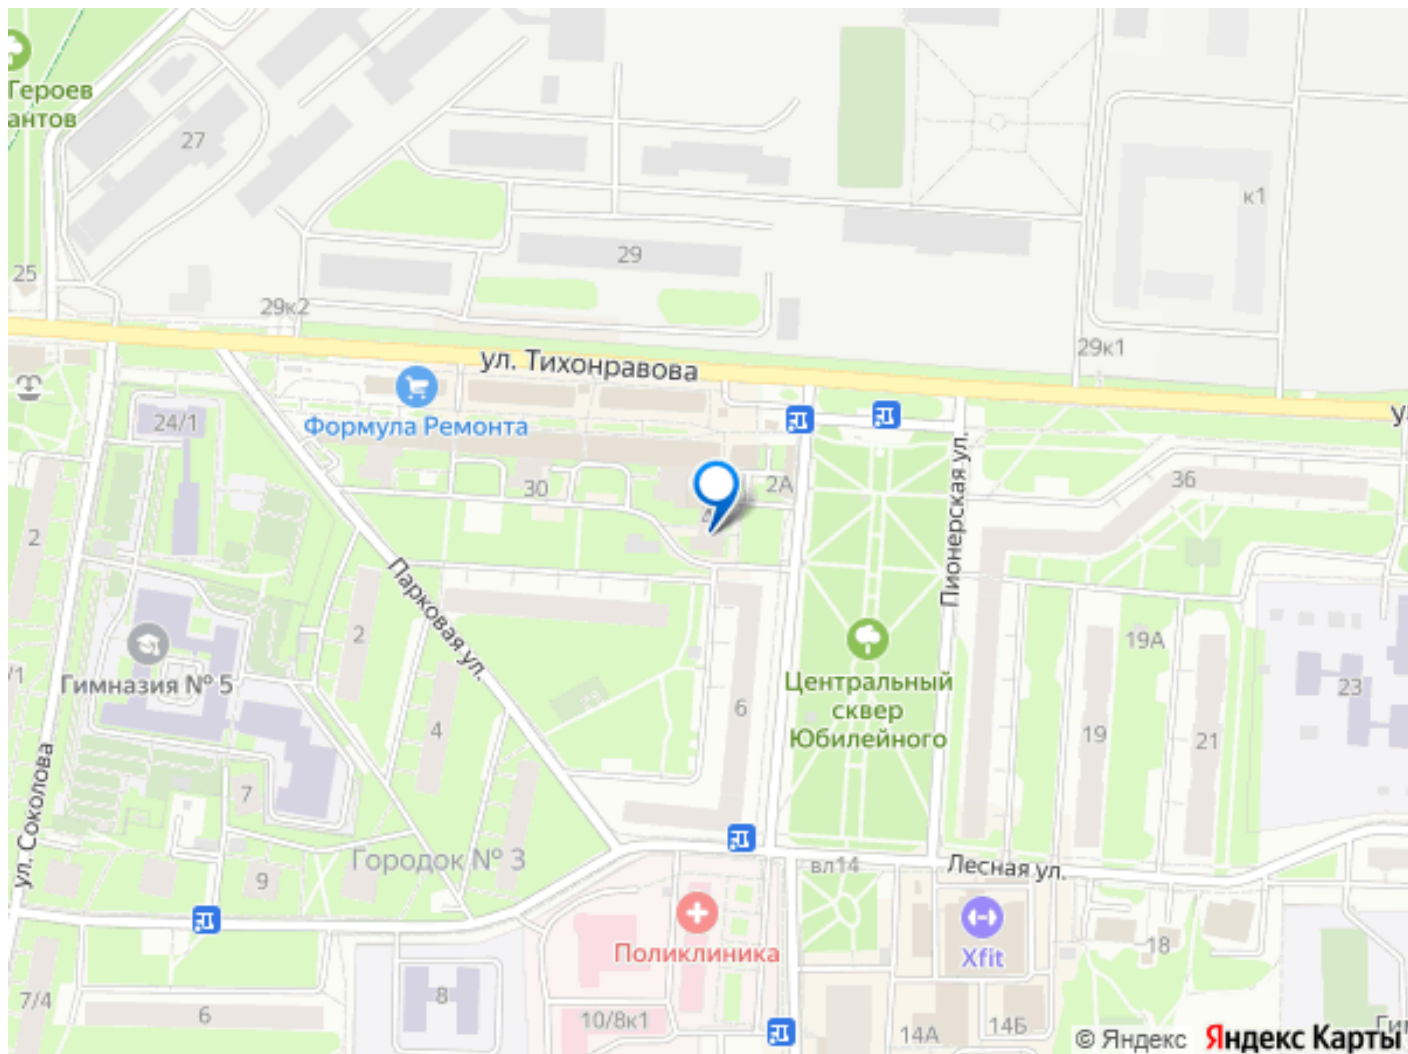 Героев
антов
27
к1
29
25
29к2
29к1
ул. Тихонравова
Формула Ремонта
24/1
2А
30
36
2
Пионерская ул.
Парковая ул.
2
19А
Гимназия № 5
/1
Центральный
сквер
Юбилейного
23
6
4
19
21
ул. Соколова
7
Городок № 3
вл14
Лесная ул.
9
Поликлиника
Xfit
18
8
7/4
6
10/8к1
14А
14Б
© Яндекс
Яндекс Карты